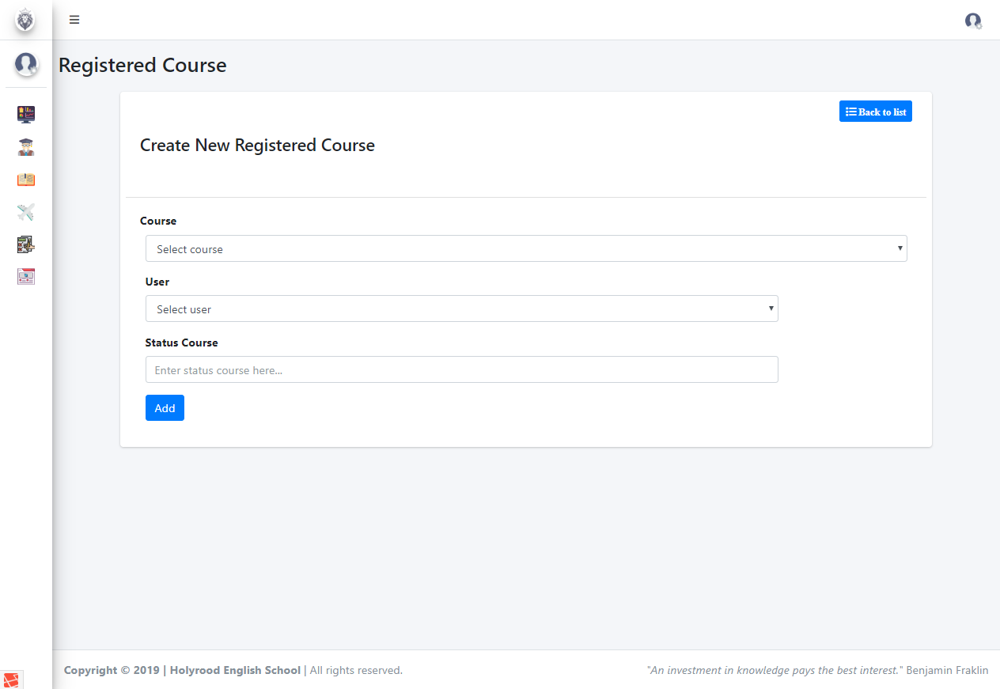 Registered Course
Back to list
Create New Registered Course
Course
Select course
User
Select user
Status Course
Enter status course here...
Add
Copyright © 2019 | Holyrood English School | All rights reserved.
"An investment in knowledge pays the best interest." Benjamin Fraklin